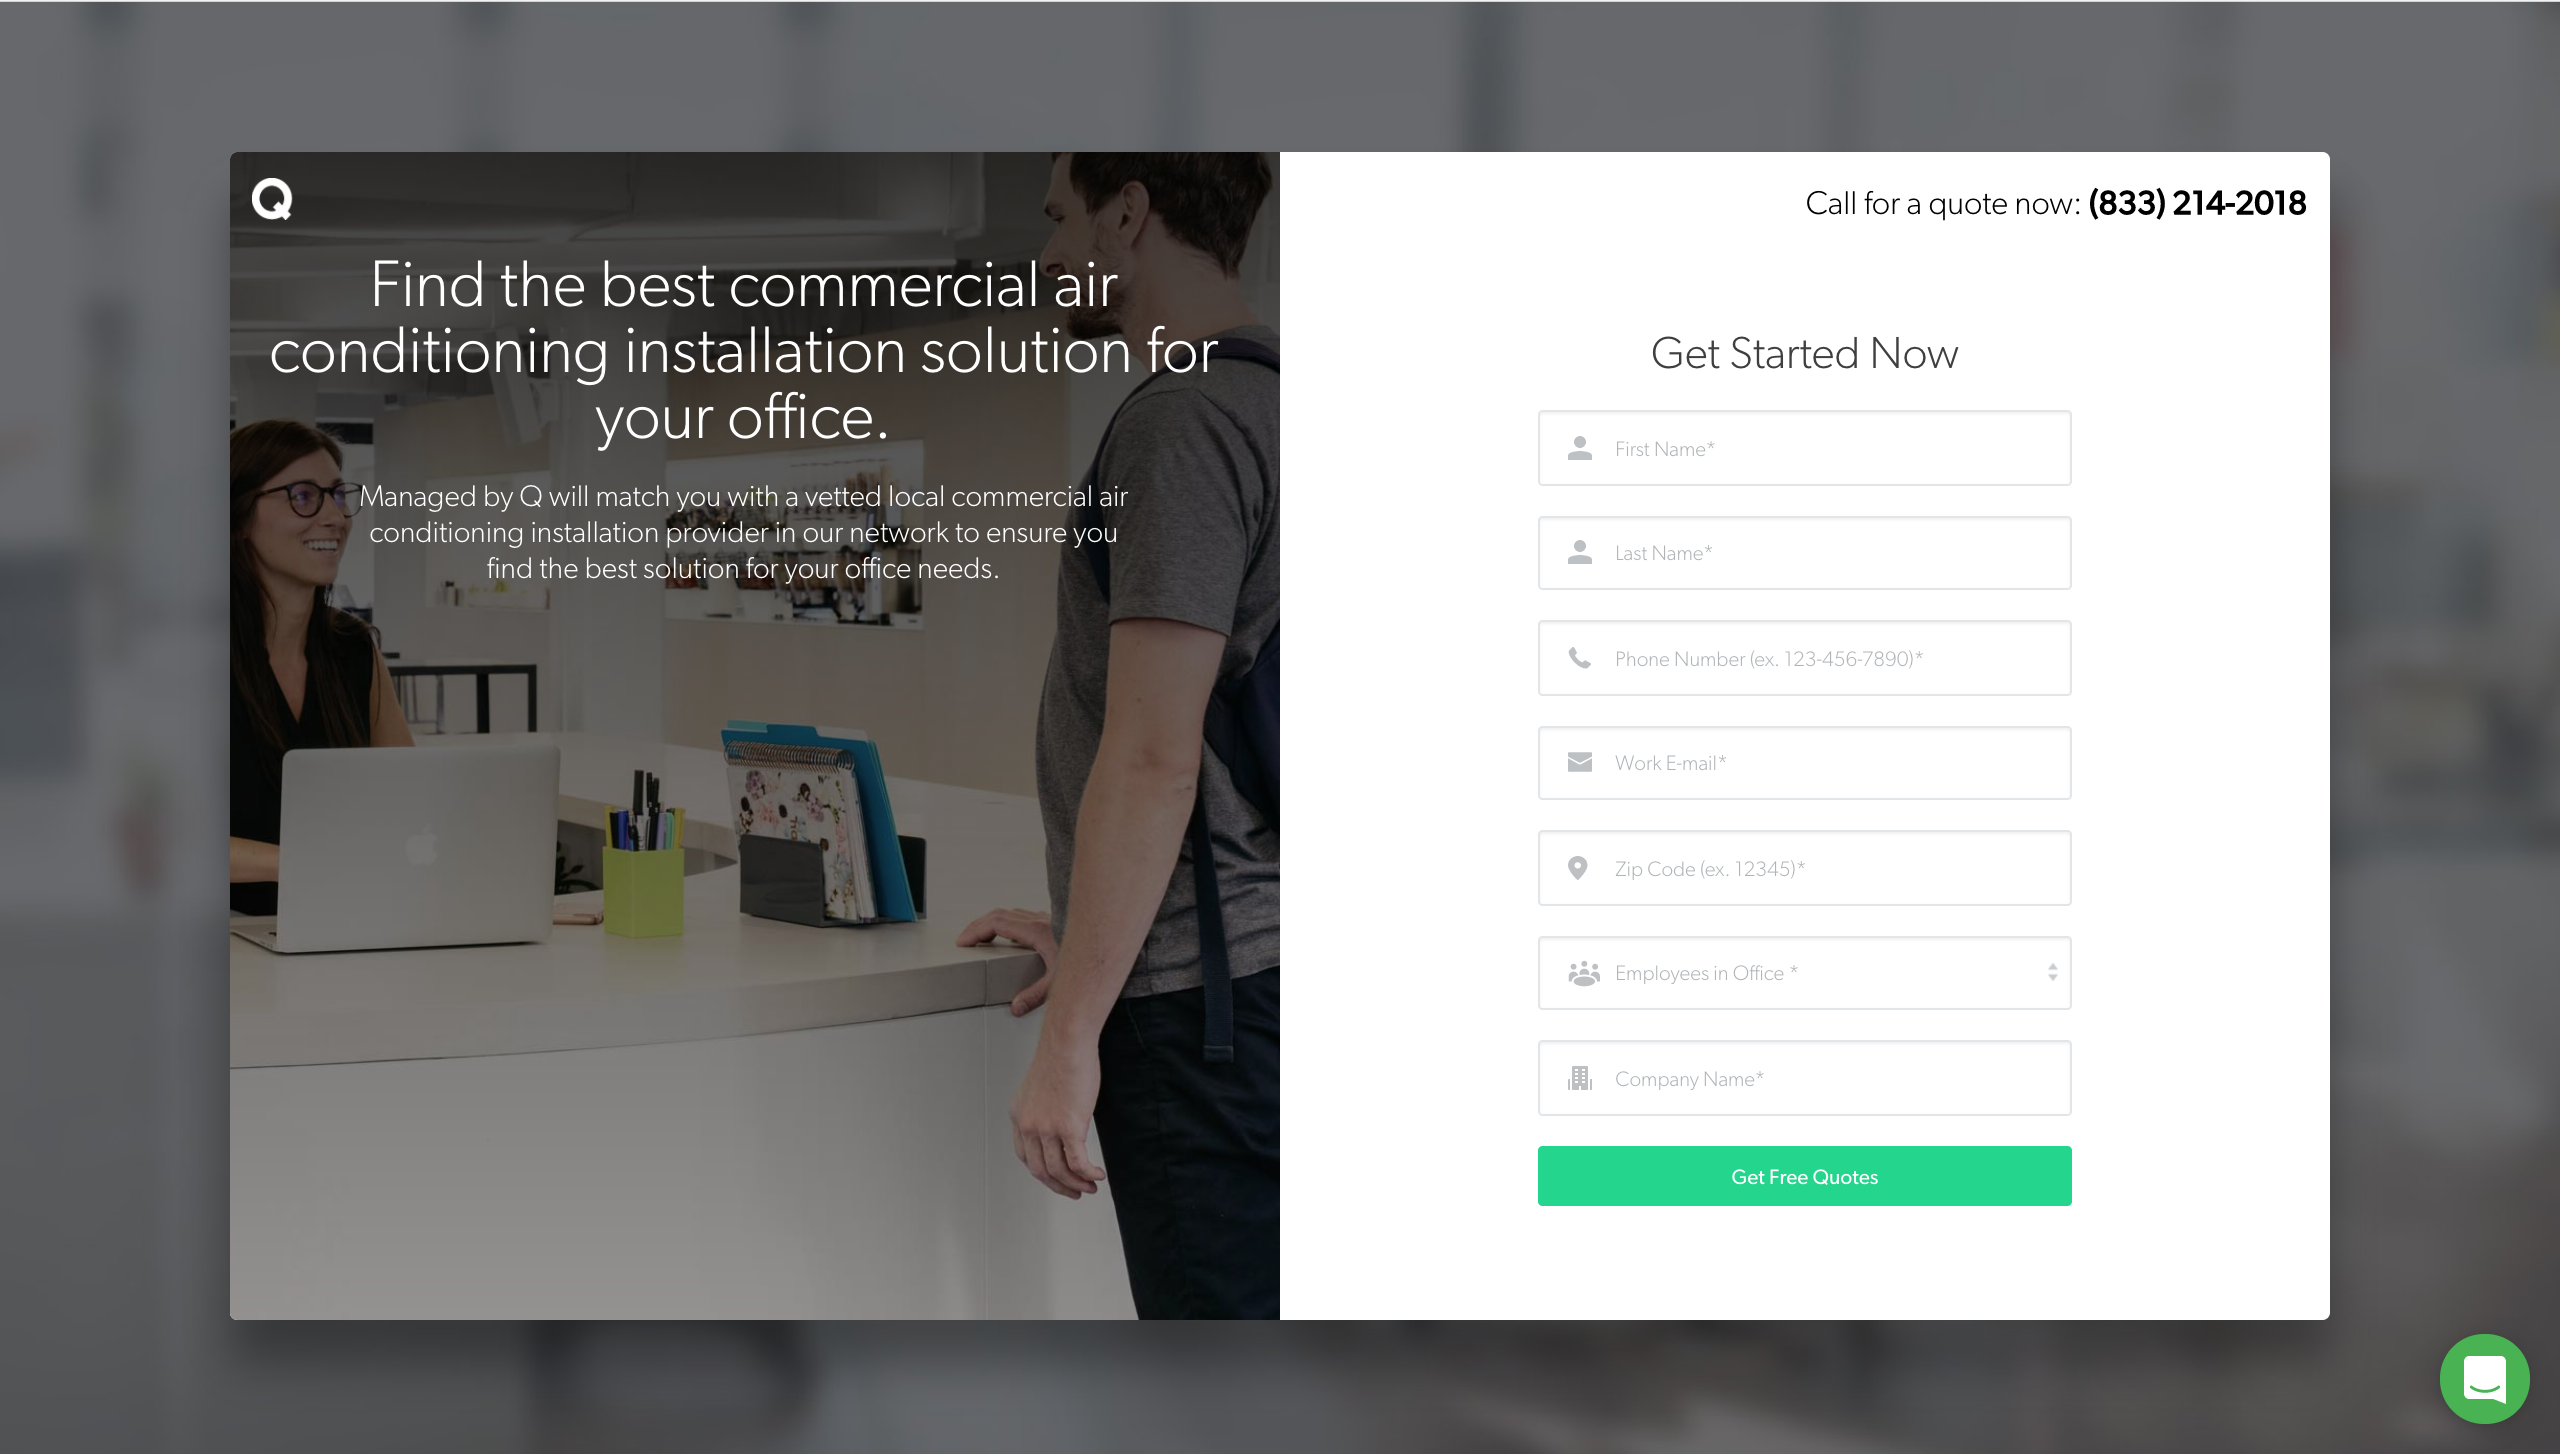 Q
Find the best commercial air
conditioning installation solution for
your office.
Managed by Q will match you with a vetted local commercial air
conditioning installation provider in our network to ensure you
find the best solution for your office needs.
Call for a quote now: (833) 214-2018
Get Started Now
First Name*
Last Name*
Phone Number (ex. 123-456-7890)*
Work E-mail*
Zip Code (ex. 12345)*
Employees in Office *
Company Name*
Get Free Quotes